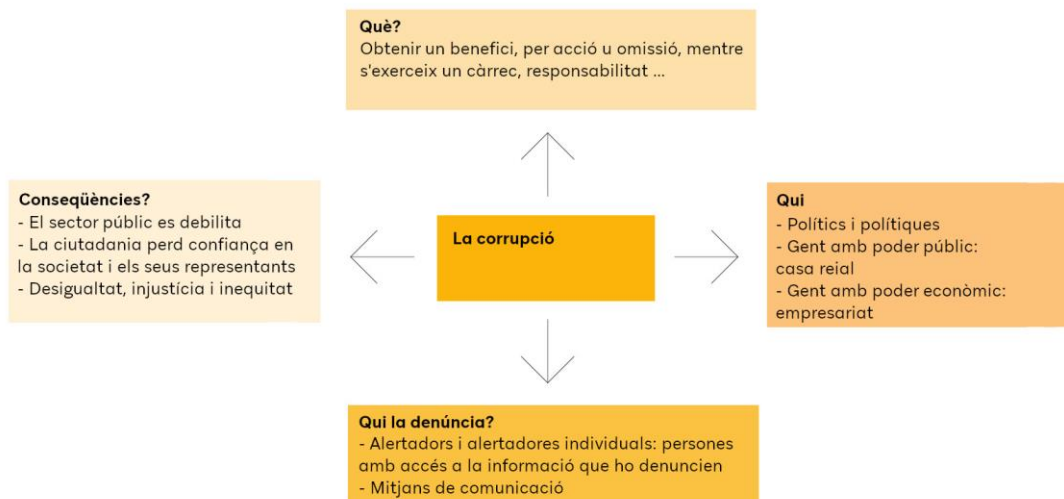 Què?
Obtenir un benefici, per acció u omissió, mentre
s'exerceix un càrrec, responsabilitat ...
Conseqüències?
- El sector públic es debilita
- La ciutadania perd confiança en
la societat i els seus representants
- Desigualtat, injustícia i inequitat
La corrupció
Qui
- Polítics i polítiques
- Gent amb poder públic:
casa reial
- Gent amb poder econòmic:
empresariat
Qui la denúncia?
- Alertadors i alertadores individuals: persones
amb accés a la informació que ho denuncien
- Mitjans de comunicació